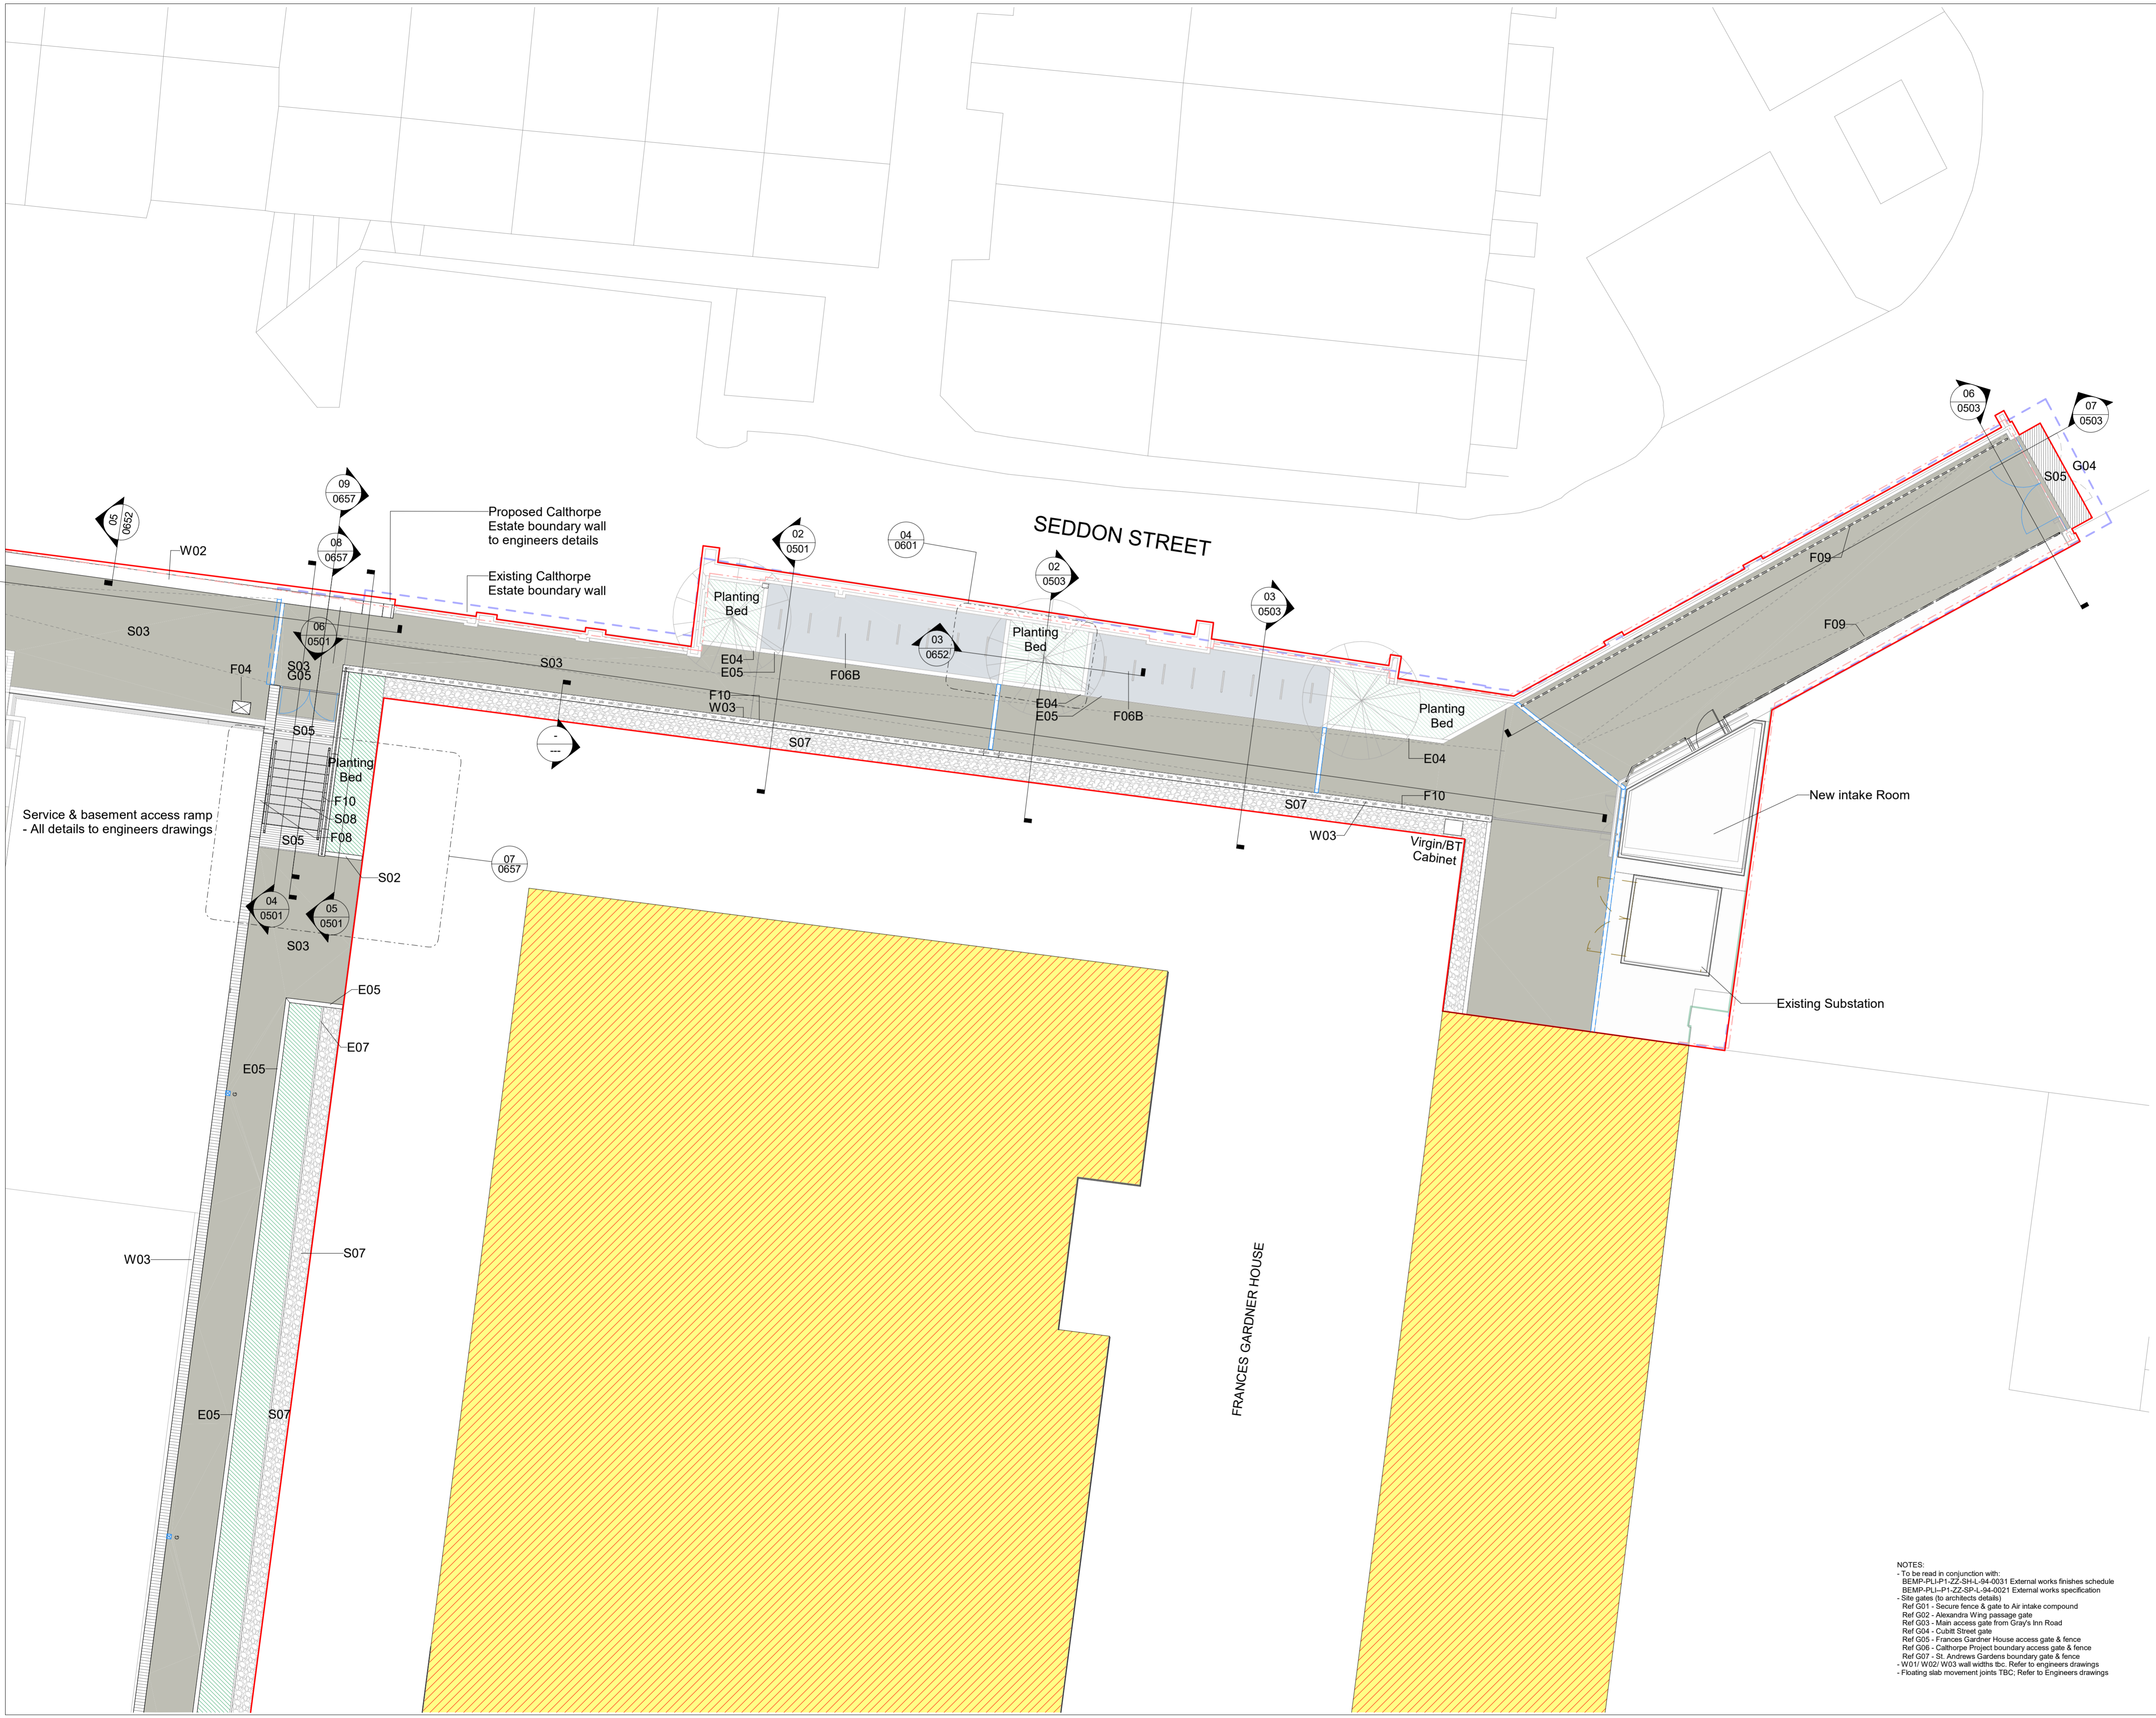 06
0503
07
0503
G04
S05
09
0657
05
0652
08
0657
Proposed Calthorpe
Estate boundary wall
to engineers details
02
0501
04
0601
SEDDON STREET
W02
02
0503
F09
Existing Calthorpe
Estate boundary wall
03
0503
Planting
Bed
S03
06
0501
Planting
Bed
03
0652
F09
S03
G05
S03
E04
E05
F06B
F04
F10
W03
E04
E05
F06B
Planting
Bed
S05
-
---
S07
E04
Planting
Bed
F10
S08
F08
S05
Service & basement access ramp
- All details to engineers drawings
F10
S07
W03
New intake Room
Virgin/BT
Cabinet
07
0657
S02
04
0501
05
0501
S03
E05
Existing Substation
E07
E05
W03
S07
FRANCES GARDNER HOUSE
E05
S07
NOTES:
- To be read in conjunction with:
BEMP-PLI-P1-ZZ-SH-L-94-0031 External works finishes schedule
BEMP-PLI--P1-ZZ-SP-L-94-0021 External works specification
- Site gates (to architects details)
Ref G01 - Secure fence & gate to Air intake compound
Ref G02 - Alexandra Wing passage gate
Ref G03 - Main access gate from Gray's Inn Road
Ref G04 - Cubitt Street gate
Ref G05 - Frances Gardner House access gate & fence
Ref G06 - Calthorpe Project boundary access gate & fence
Ref G07 - St. Andrews Gardens boundary gate & fence
- W01/ W02/ W03 wall widths tbc. Refer to engineers drawings
- Floating slab movement joints TBC; Refer to Engineers drawings